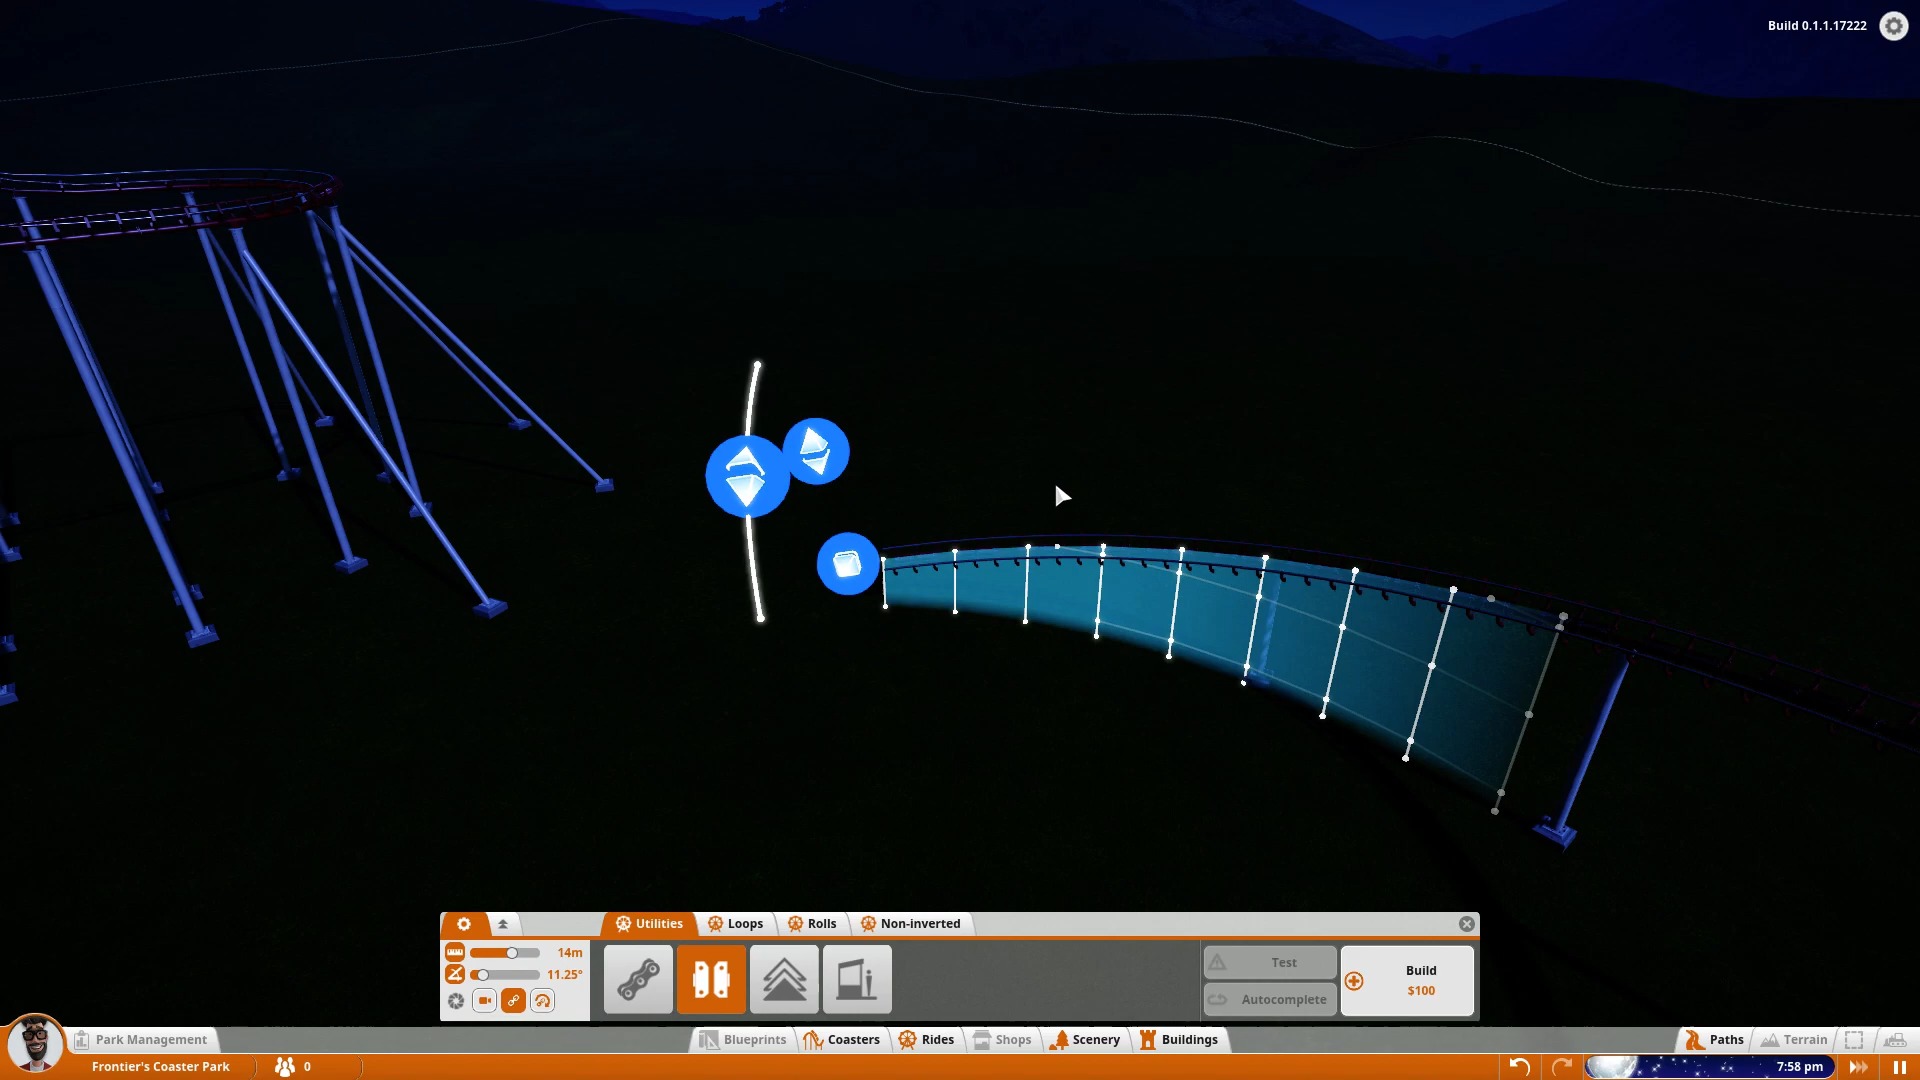 Build 0.1.1.17222
Utilities
Loops
Rolls
Non-inverted
14m
11.25°
Test
Autocomplete
Build
$100
Park Management
Blueprints
Coasters
Rides
Shops
Scenery
Buildings
Paths
Terrain
Frontier's Coaster Park
0
7:58 pm